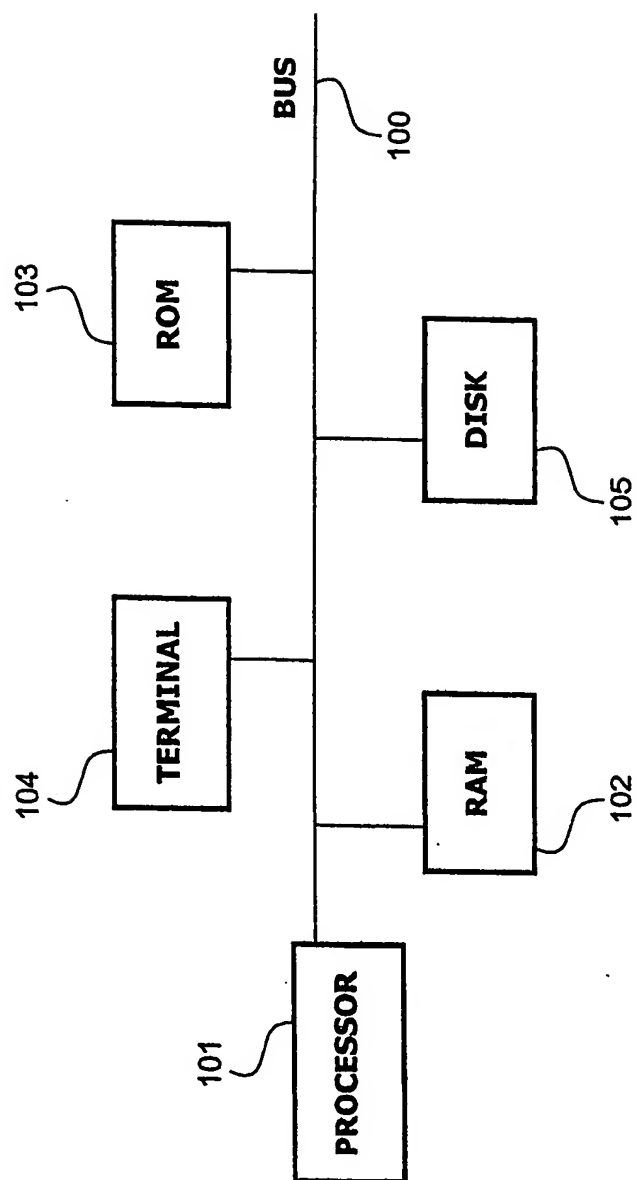 103
104
ROM
TERMINAL
BUS
100
101
PROCESSOR
RAM
DISK
102
105